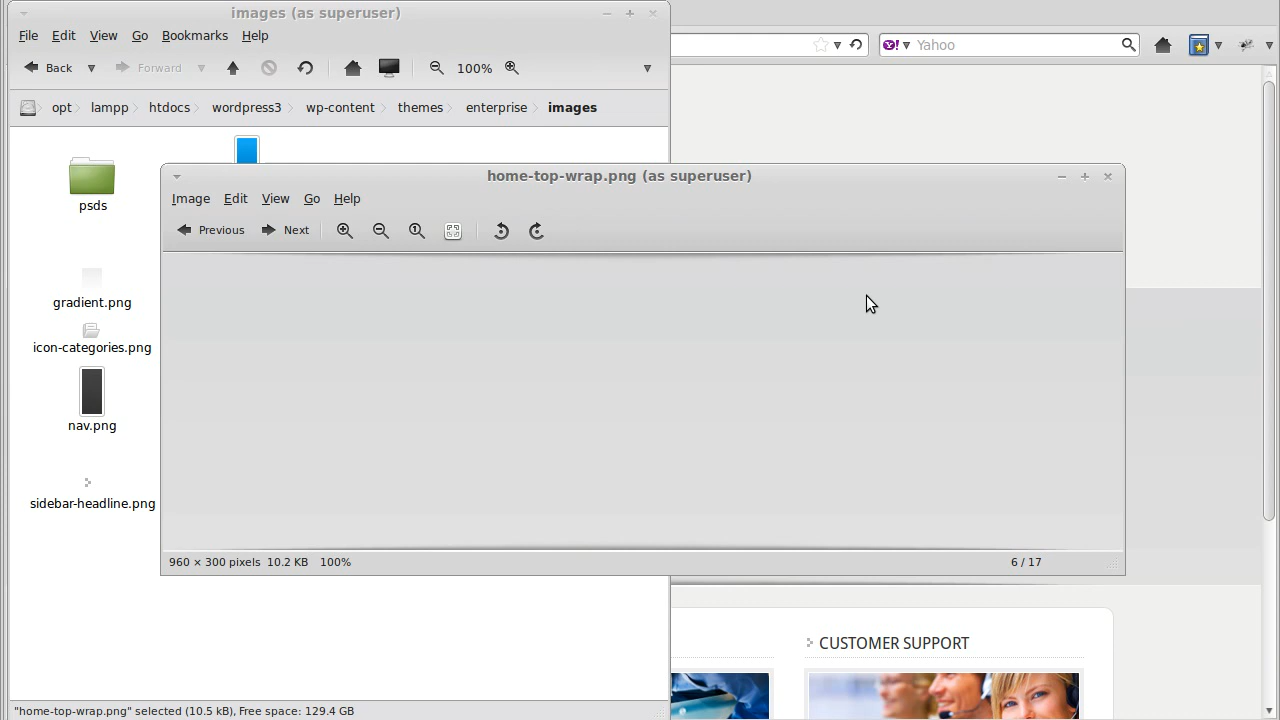 images (as superuser)
File Edit View Go Bookmarks Help
Back Forward 100%
Yahoo
opt lampp htdocs wordpress3 wp-content themes enterprise images
psds
home-top-wrap.png (as superuser)
Image Edit View Go Help
Previous Next
gradient.png
icon-categories.png
nav.png
sidebar-headline.png
960 × 300 pixels 10.2 KB 100% 6 / 17
CUSTOMER SUPPORT
"home-top-wrap.png" selected (10.5 kB), Free space: 129.4 GB